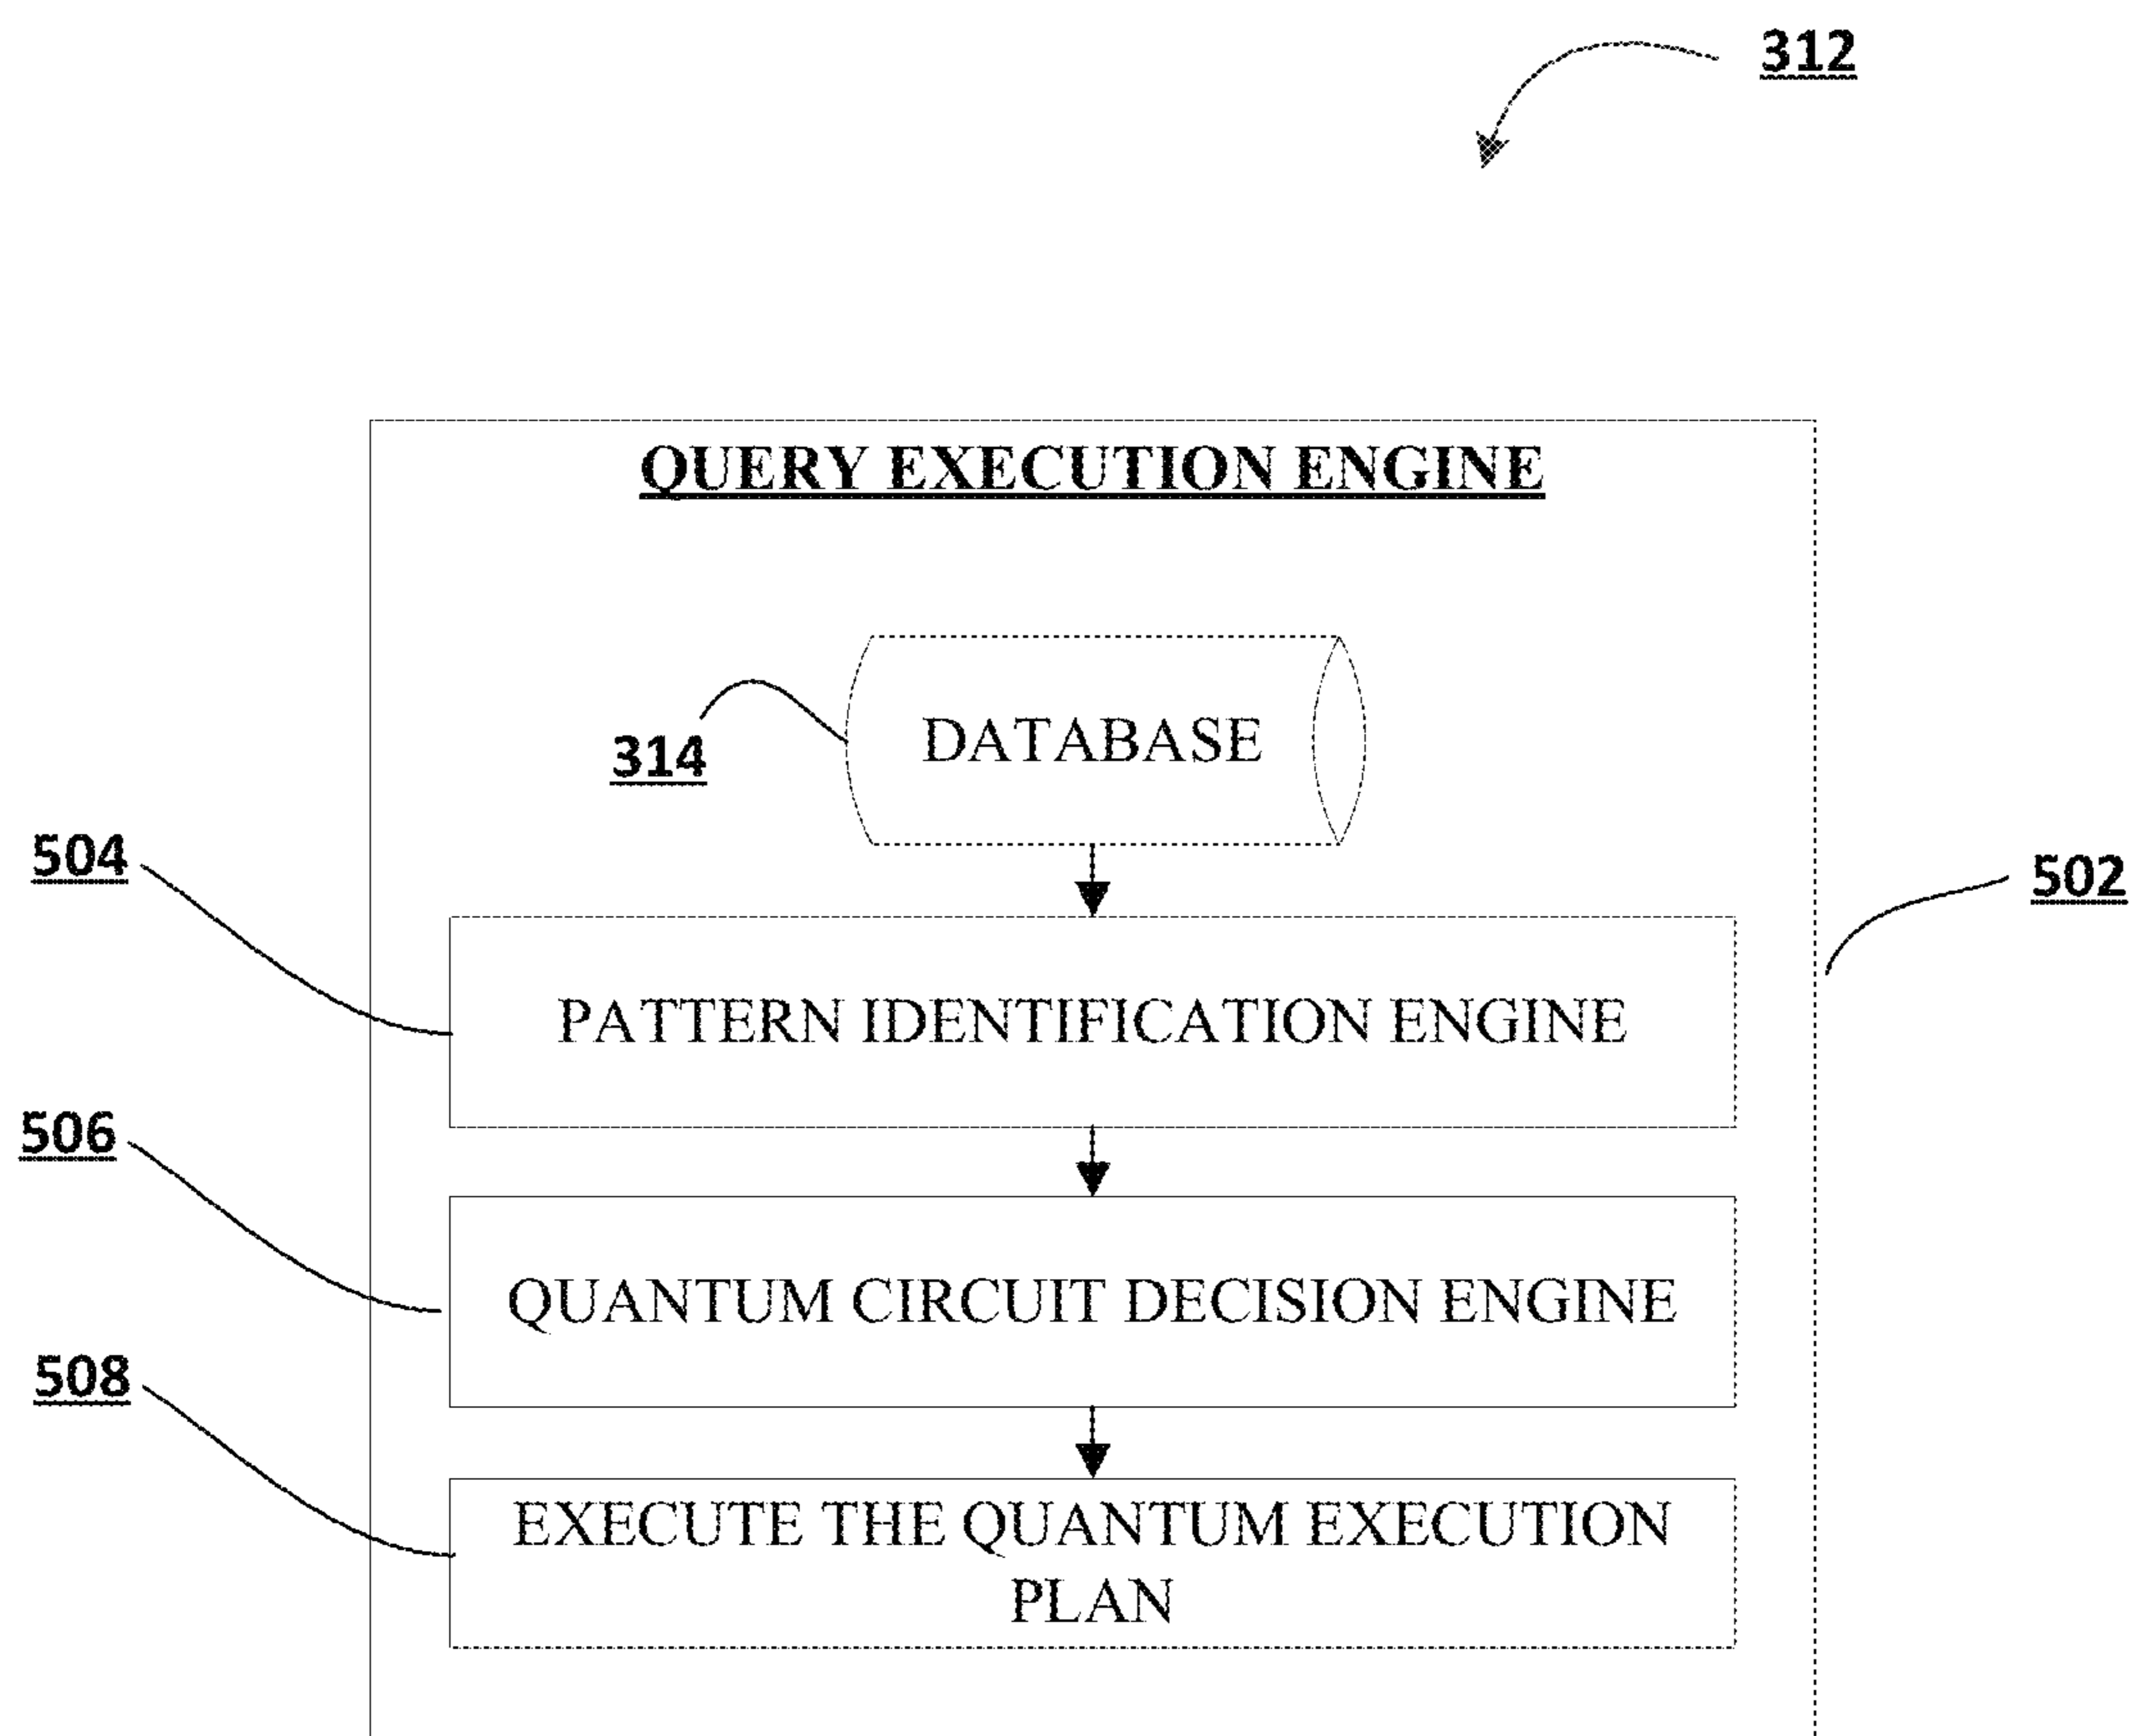 312
QUERY EXECUTION ENGINE
DATABASE
314
504
502
PATTERN IDENTIFICATION ENGINE
506
QUANTUM CIRCUIT DECISION ENGINE
508
EXECUTE THE QUANTUM EXECUTION
PLAN